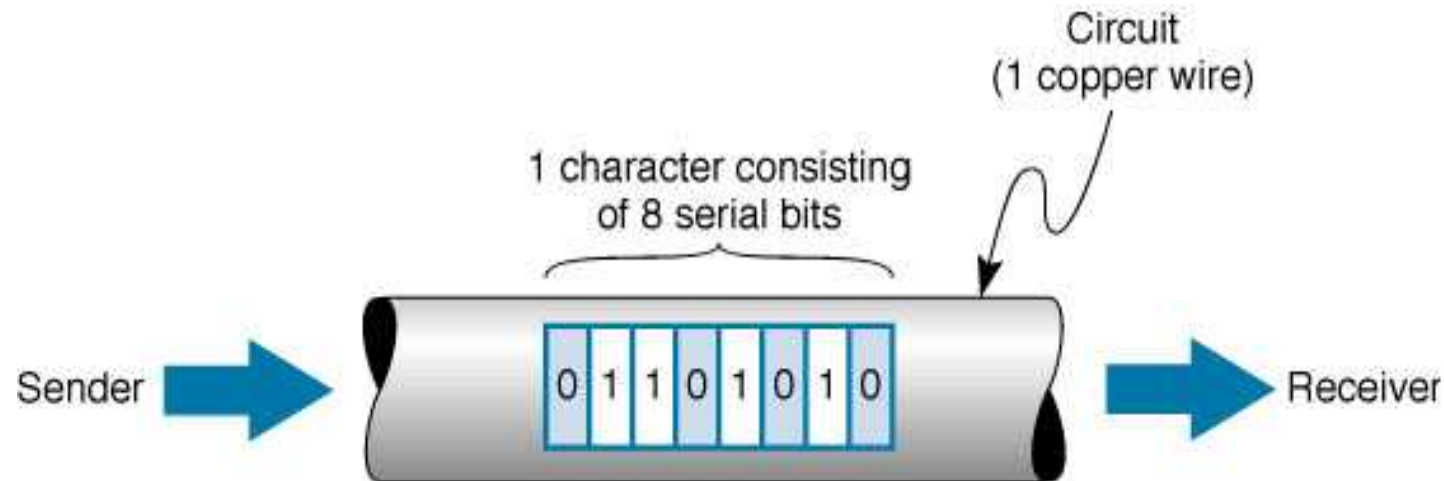 Circuit
(1 copper wire)
1 character consisting
of 8 serial bits
Sender
0 1 1 0 1 0 1 0
Receiver